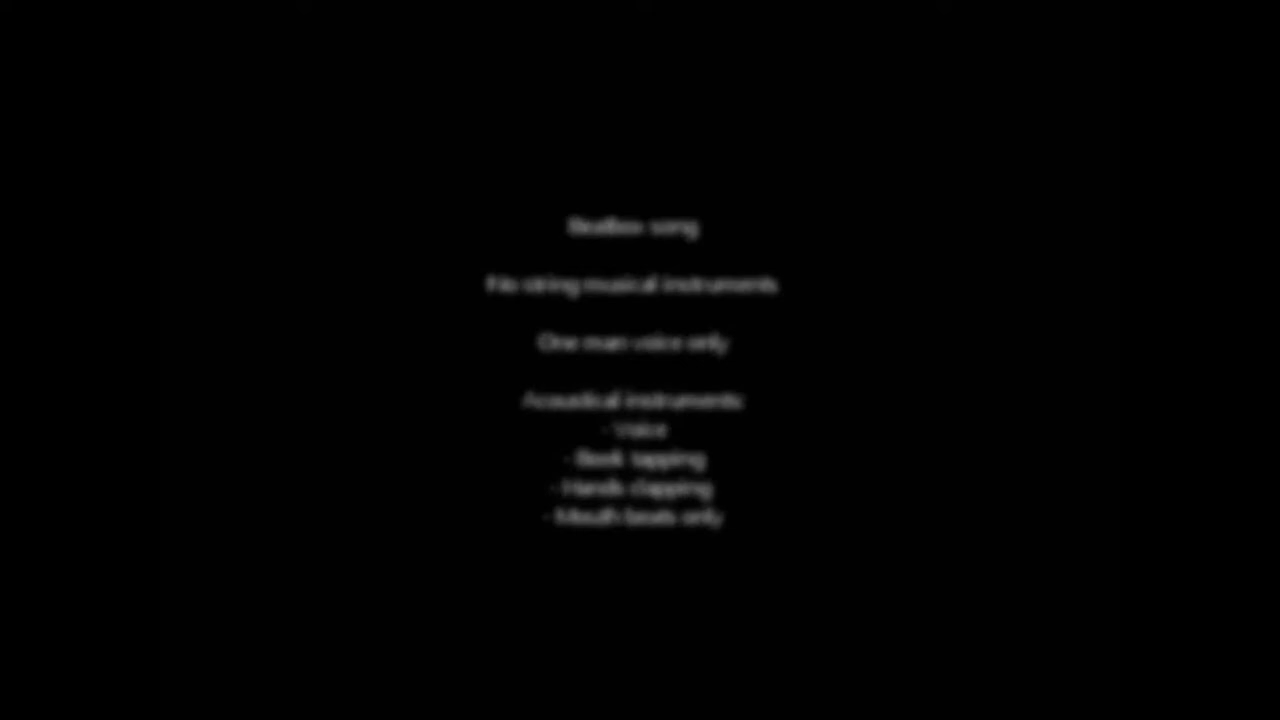 Beatbox song
No string musical instruments
One man voice only
Acoustical instruments:
- Voice
- Book tapping
- Hands clapping
- Mouth beats only